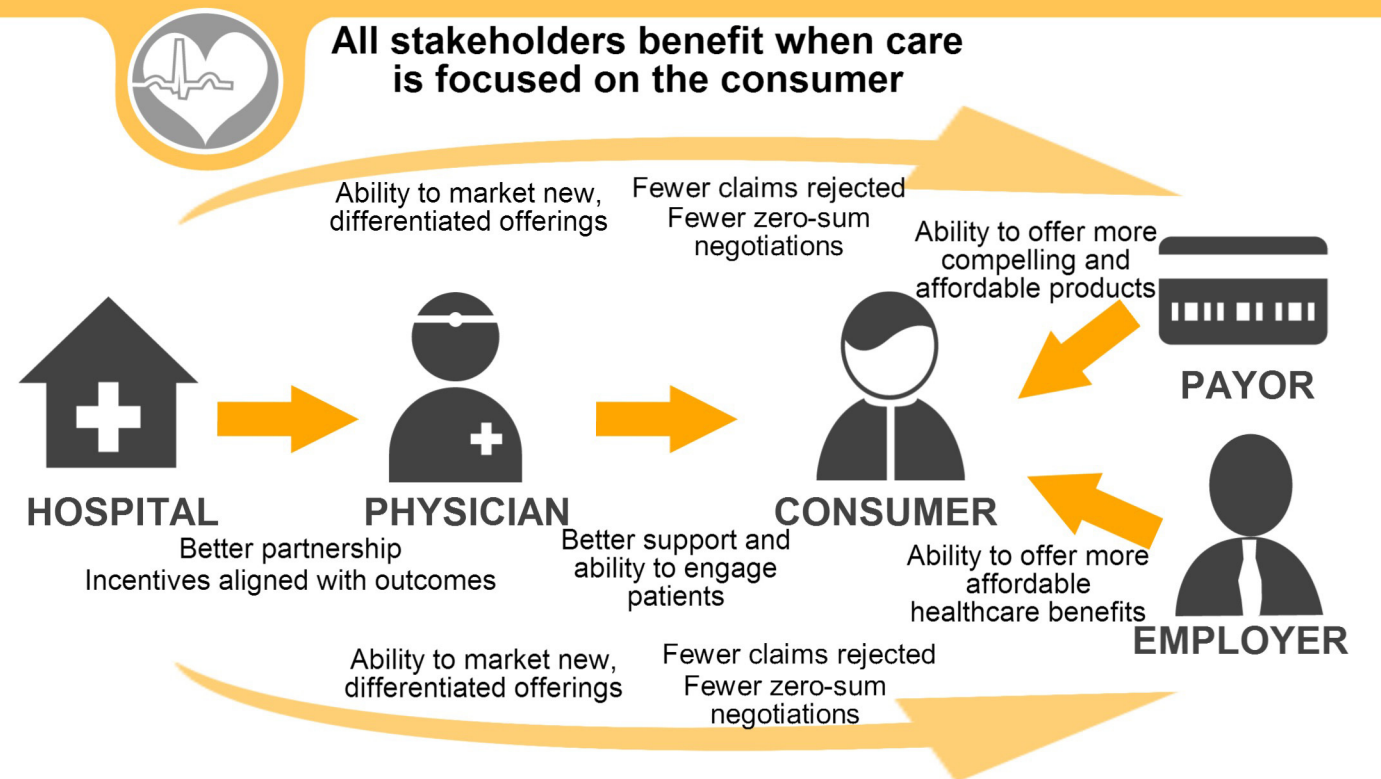 All stakeholders benefit when care
is focused on the consumer
Ability to market new,
differentiated offerings
Fewer claims rejected
Fewer zero-sum
negotiations
Ability to offer more
compelling and
affordable products
PAYOR
HOSPITAL
PHYSICIAN
CONSUMER
Better partnership
Incentives aligned with outcomes
Better support and
ability to engage
patients
Ability to offer more
affordable
healthcare benefits
EMPLOYER
Ability to market new,
differentiated offerings
Fewer claims rejected
Fewer zero-sum
negotiations